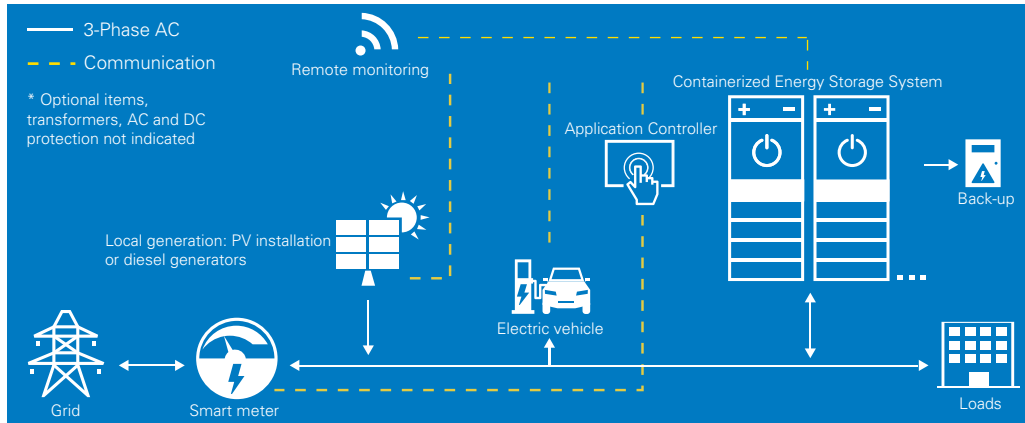 3-Phase AC
Communication
* Optional items,
transformers, AC and DC
protection not indicated
Remote monitoring
Containerized Energy Storage System
Application Controller
Back-up
Local generation: PV installation
or diesel generators
Electric vehicle
Grid
Smart meter
Loads